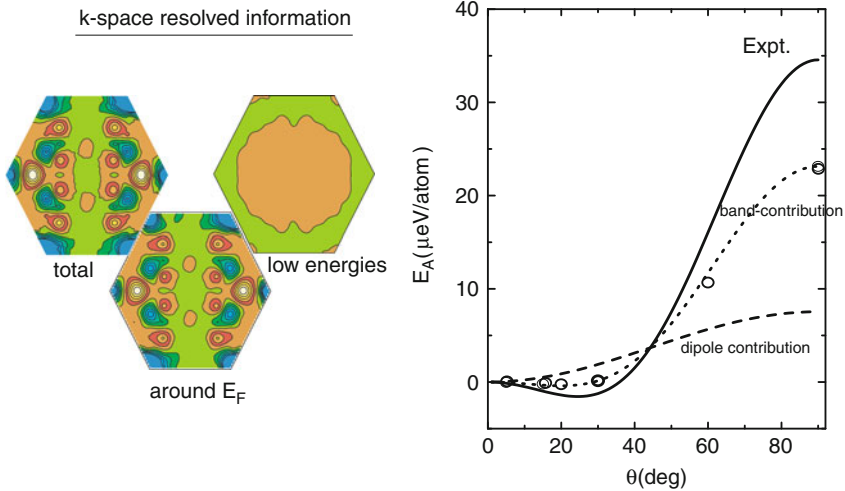 k-space resolved information
total
low energies
around E_F
40
30
20
10
0
E_A(μeV/atom)
Expt.
band-contribution
dipole contribution
0 20 40 60 80
θ(deg)